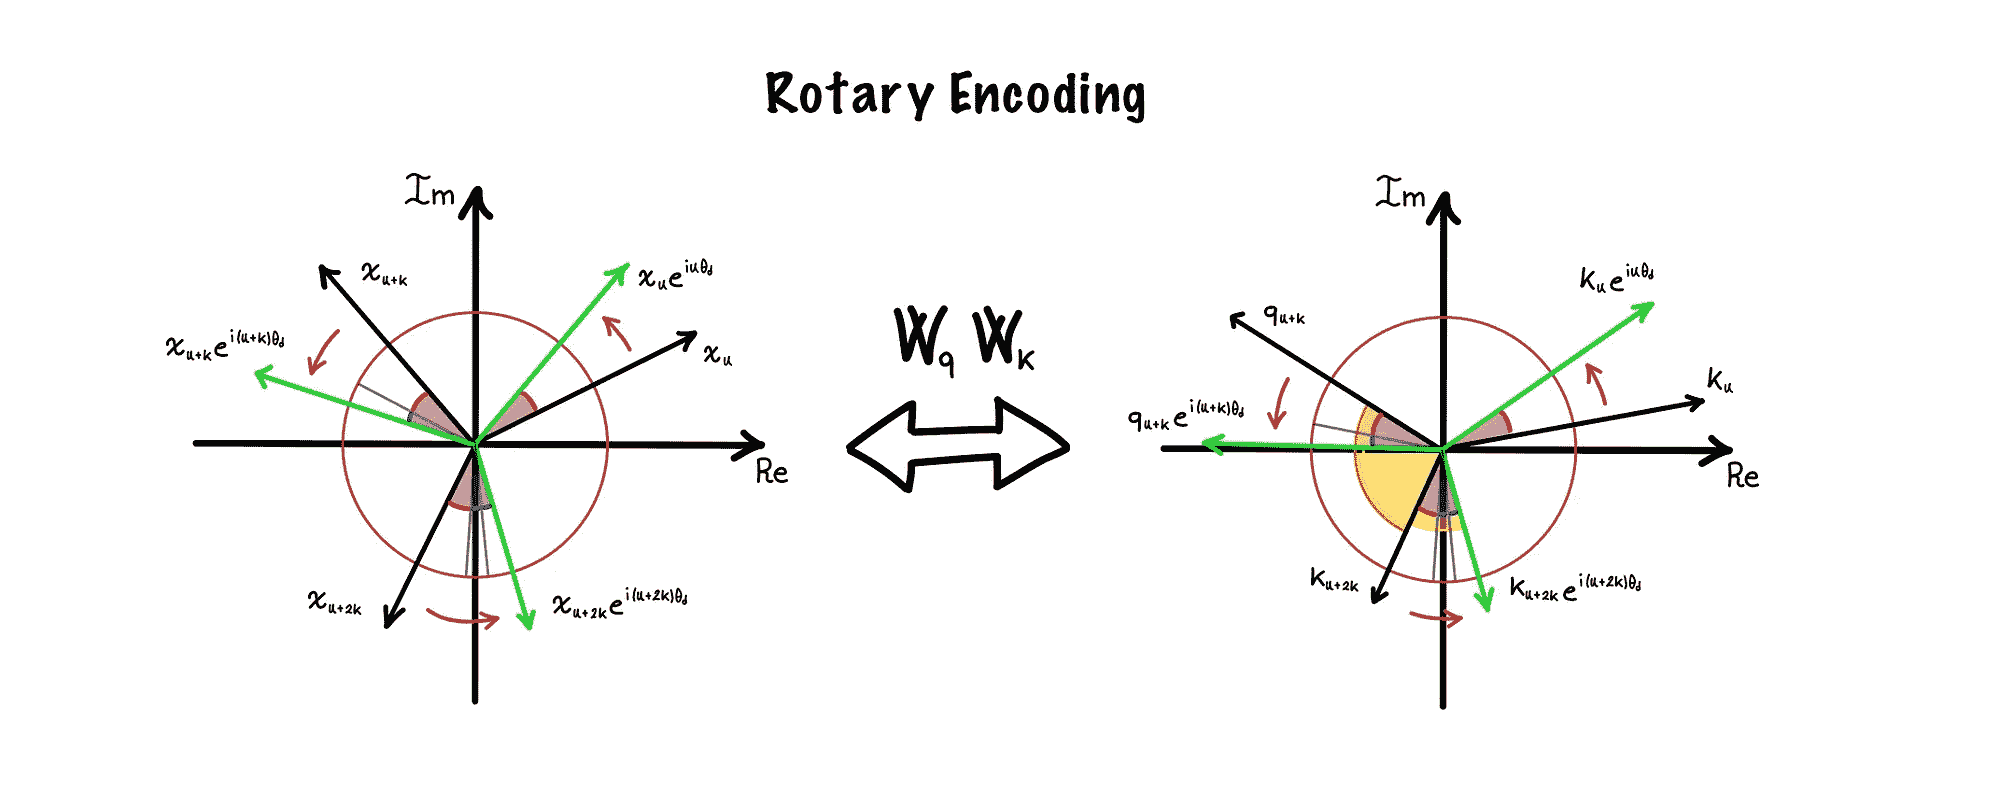 Rotary Encoding
Im
x_{u+k}
x_u e^{iuθ_d}
x_{u+k} e^{i(u+k)θ_d}
x_u
Re
x_{u+2k}
x_{u+2k} e^{i(u+2k)θ_d}
W_q W_k
Im
k_u e^{iuθ_d}
q_{u+k}
k_u
q_{u+k} e^{i(u+k)θ_d}
Re
k_{u+2k}
k_{u+2k} e^{i(u+2k)θ_d}